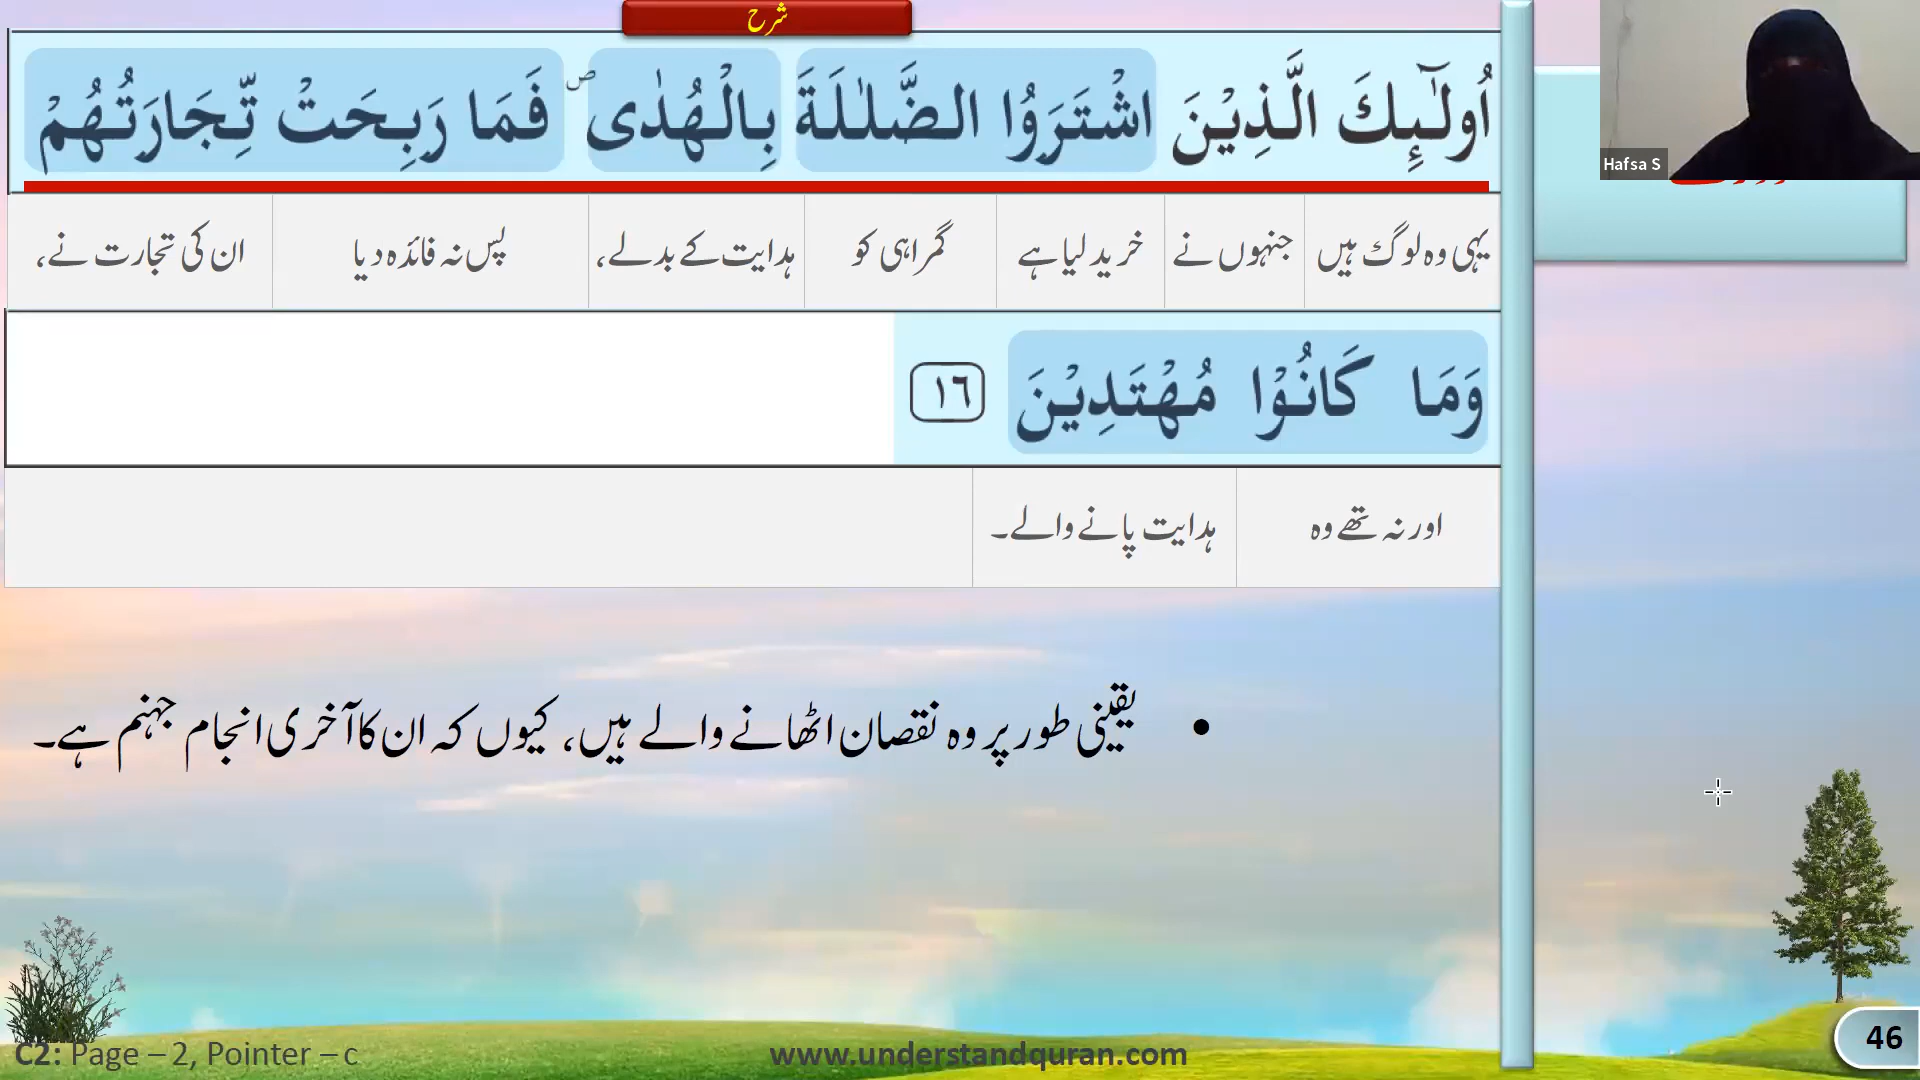 شرح
اُولٰٓئِكَ الَّذِيْنَ اشْتَرَوُا الضَّلٰلَةَ بِالْهُدٰى ۖ فَمَا رَبِحَتْ تِّجَارَتُهُمْ
یہی وہ لوگ ہیں جنہوں نے خرید لیا ہے گمراہی کو ہدایت کے بدلے، پس نہ فائدہ دیا ان کی تجارت نے،
وَمَا كَانُوْا مُهْتَدِيْنَ ١٦
اور نہ تھے وہ ہدایت پانے والے۔
• یقینی طور پر وہ نقصان اٹھانے والے ہیں، کیوں کہ ان کا آخری انجام جہنم ہے۔
Hafsa S
C2: Page – 2, Pointer – c
www.understandquran.com
46